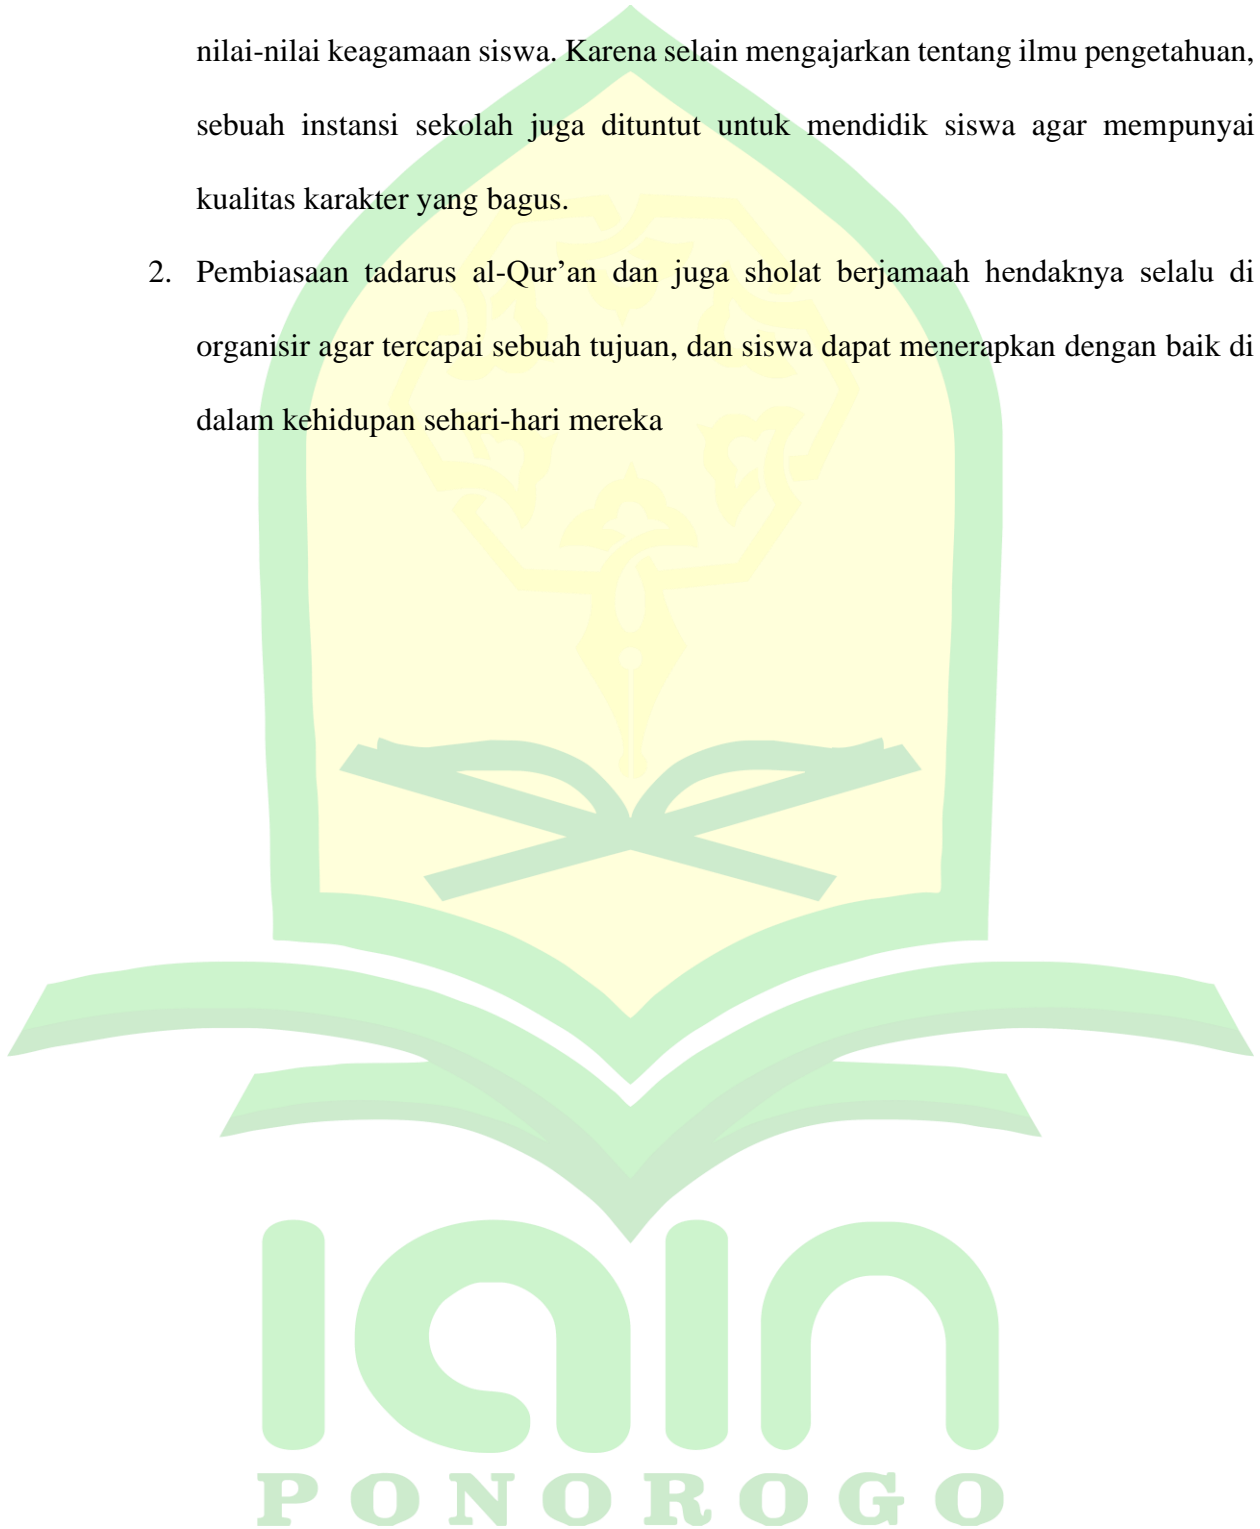 nilai-nilai keagamaan siswa. Karena selain mengajarkan tentang ilmu pengetahuan,
sebuah instansi sekolah juga dituntut untuk mendidik siswa agar mempunyai
kualitas karakter yang bagus.
2. Pembiasaan tadarus al-Qur’an dan juga sholat berjamaah hendaknya selalu di
organisir agar tercapai sebuah tujuan, dan siswa dapat menerapkan dengan baik di
dalam kehidupan sehari-hari mereka
iain
PONOROGO